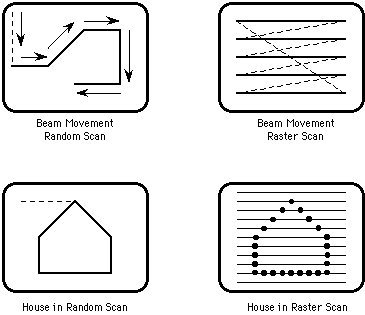 Beam Movement
Random Scan
Beam Movement
Raster Scan
House in Random Scan
House in Raster Scan